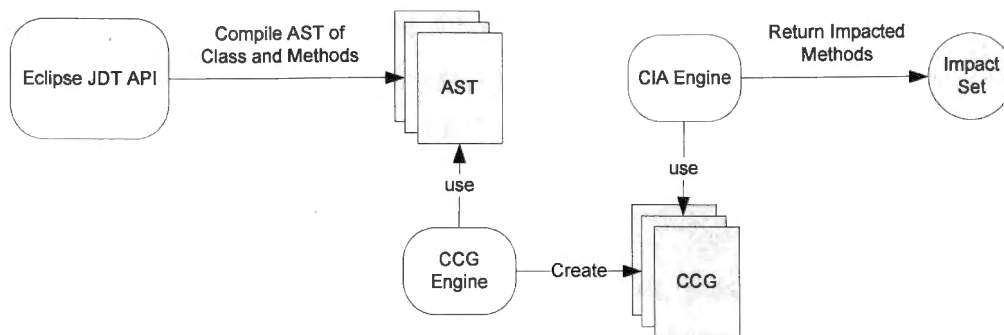 Compile AST of
Class and Methods
Return Impacted
Methods
Eclipse JDT API
AST
CIA Engine
Impact
Set
use
use
CCG
Engine
Create
CCG